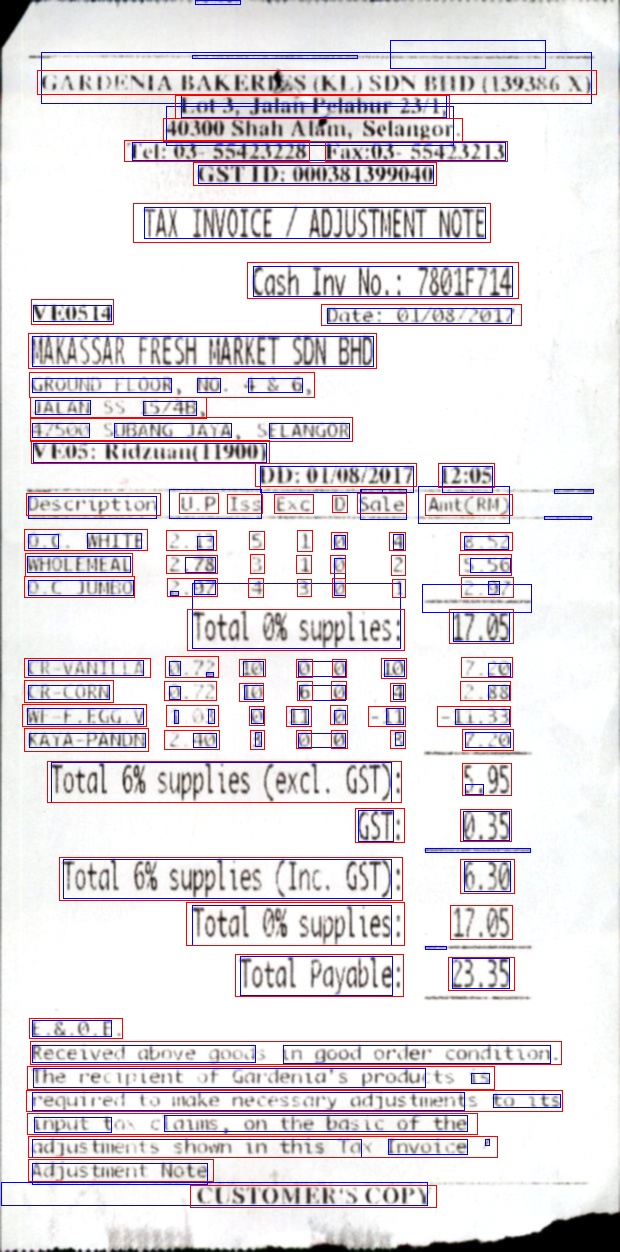 GARDENIA BAKERIES (KL) SDN BHD (139386 X)
Lot 3, Jalan Pelabur 23/1,
40300 Shah Alam, Selangor.
Tel: 03- 55423228 Fax:03- 55423213
GST ID: 000381399040
TAX INVOICE / ADJUSTMENT NOTE
Cash Inv No.: 7801F714
VE0514 Date: 01/08/2017
MAKASSAR FRESH MARKET SDN BHD
GROUND FLOOR, NO. 4 & 6,
JALAN SS 15/4B,
47500 SUBANG JAYA, SELANGOR
VE05: Ridzuan(11900)
DD: 01/08/2017 12:05
Description U.P Iss Exc D Sale Amt(RM)
O.C. WHITE 2.13 5 1 0 4 8.52
WHOLEMEAL 2.78 3 1 0 2 5.56
O.C JUMBO 2.97 4 3 0 1 2.97
Total 0% supplies: 17.05
CR-VANILLA 0.72 10 0 0 10 7.20
CR-CORN 0.72 10 6 0 4 2.88
WF-F.EGG.V 1.03 0 11 0 -11 -11.33
KAYA-PANDN 2.40 3 0 0 3 7.20
Total 6% supplies (excl. GST): 5.95
GST: 0.35
Total 6% supplies (Inc. GST): 6.30
Total 0% supplies: 17.05
Total Payable: 23.35
E.&.O.E.
Received above goods in good order condition.
The recipient of Gardenia's products is
required to make necessary adjustments to its
input tax claims, on the basic of the
adjustments shown in this Tax Invoice
Adjustment Note
CUSTOMER'S COPY